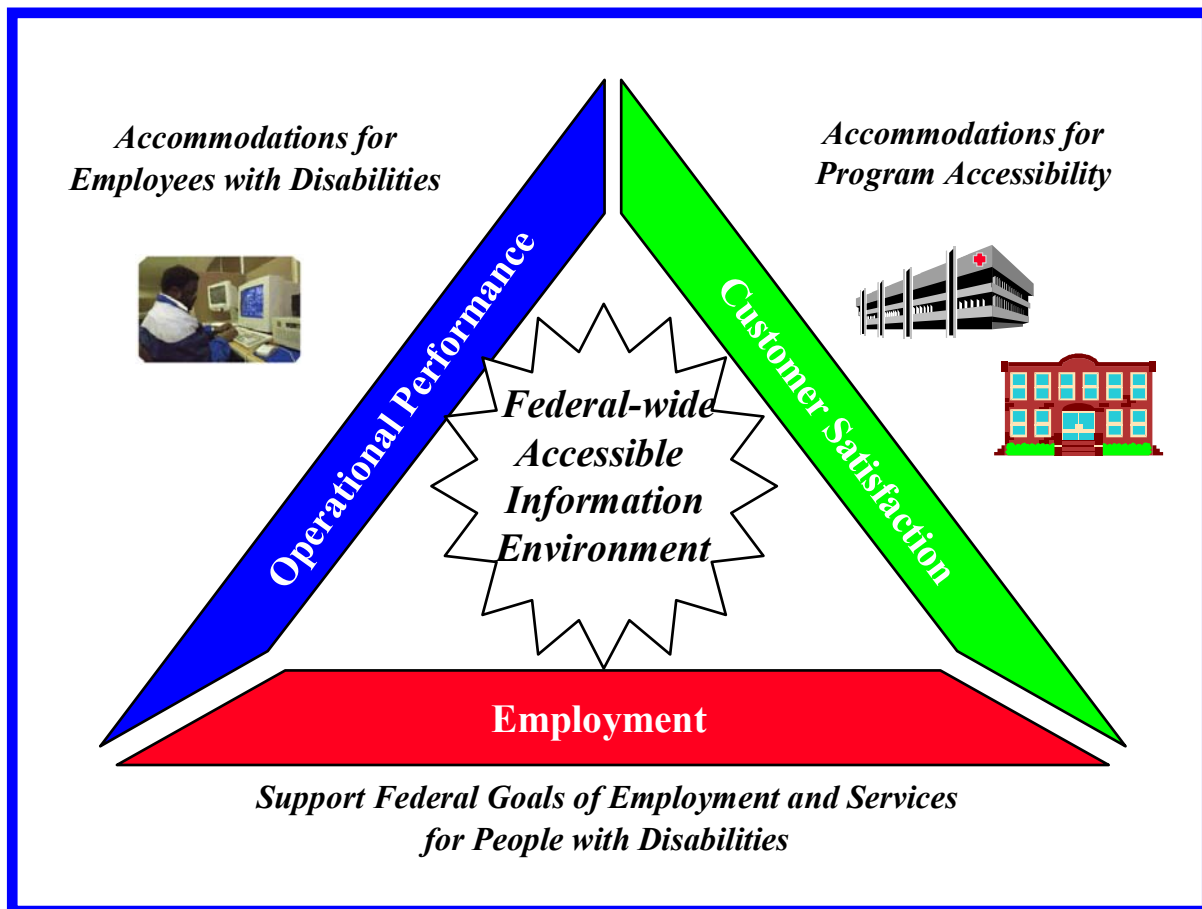 Accommodations for
Employees with Disabilities
Accommodations for
Program Accessibility
Operational Performance
Customer Satisfaction
Federal-wide
Accessible
Information
Environment
Employment
Support Federal Goals of Employment and Services
for People with Disabilities